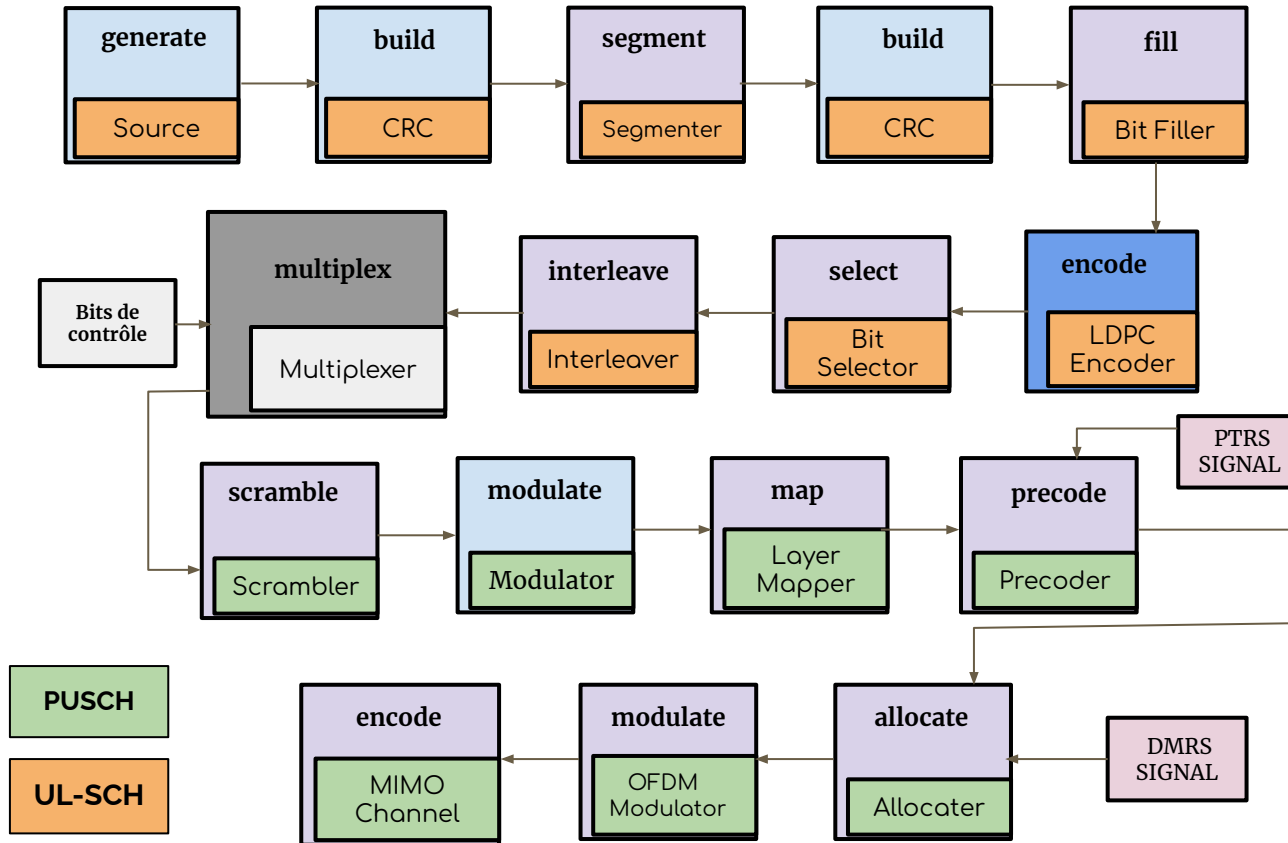 generate
Source
build
CRC
segment
Segmenter
build
CRC
fill
Bit Filler
Bits de
contrôle
multiplex
Multiplexer
interleave
Interleaver
select
Bit
Selector
encode
LDPC
Encoder
PTRS
SIGNAL
scramble
Scrambler
modulate
Modulator
map
Layer
Mapper
precode
Precoder
PUSCH
UL-SCH
encode
MIMO
Channel
modulate
OFDM
Modulator
allocate
Allocater
DMRS
SIGNAL